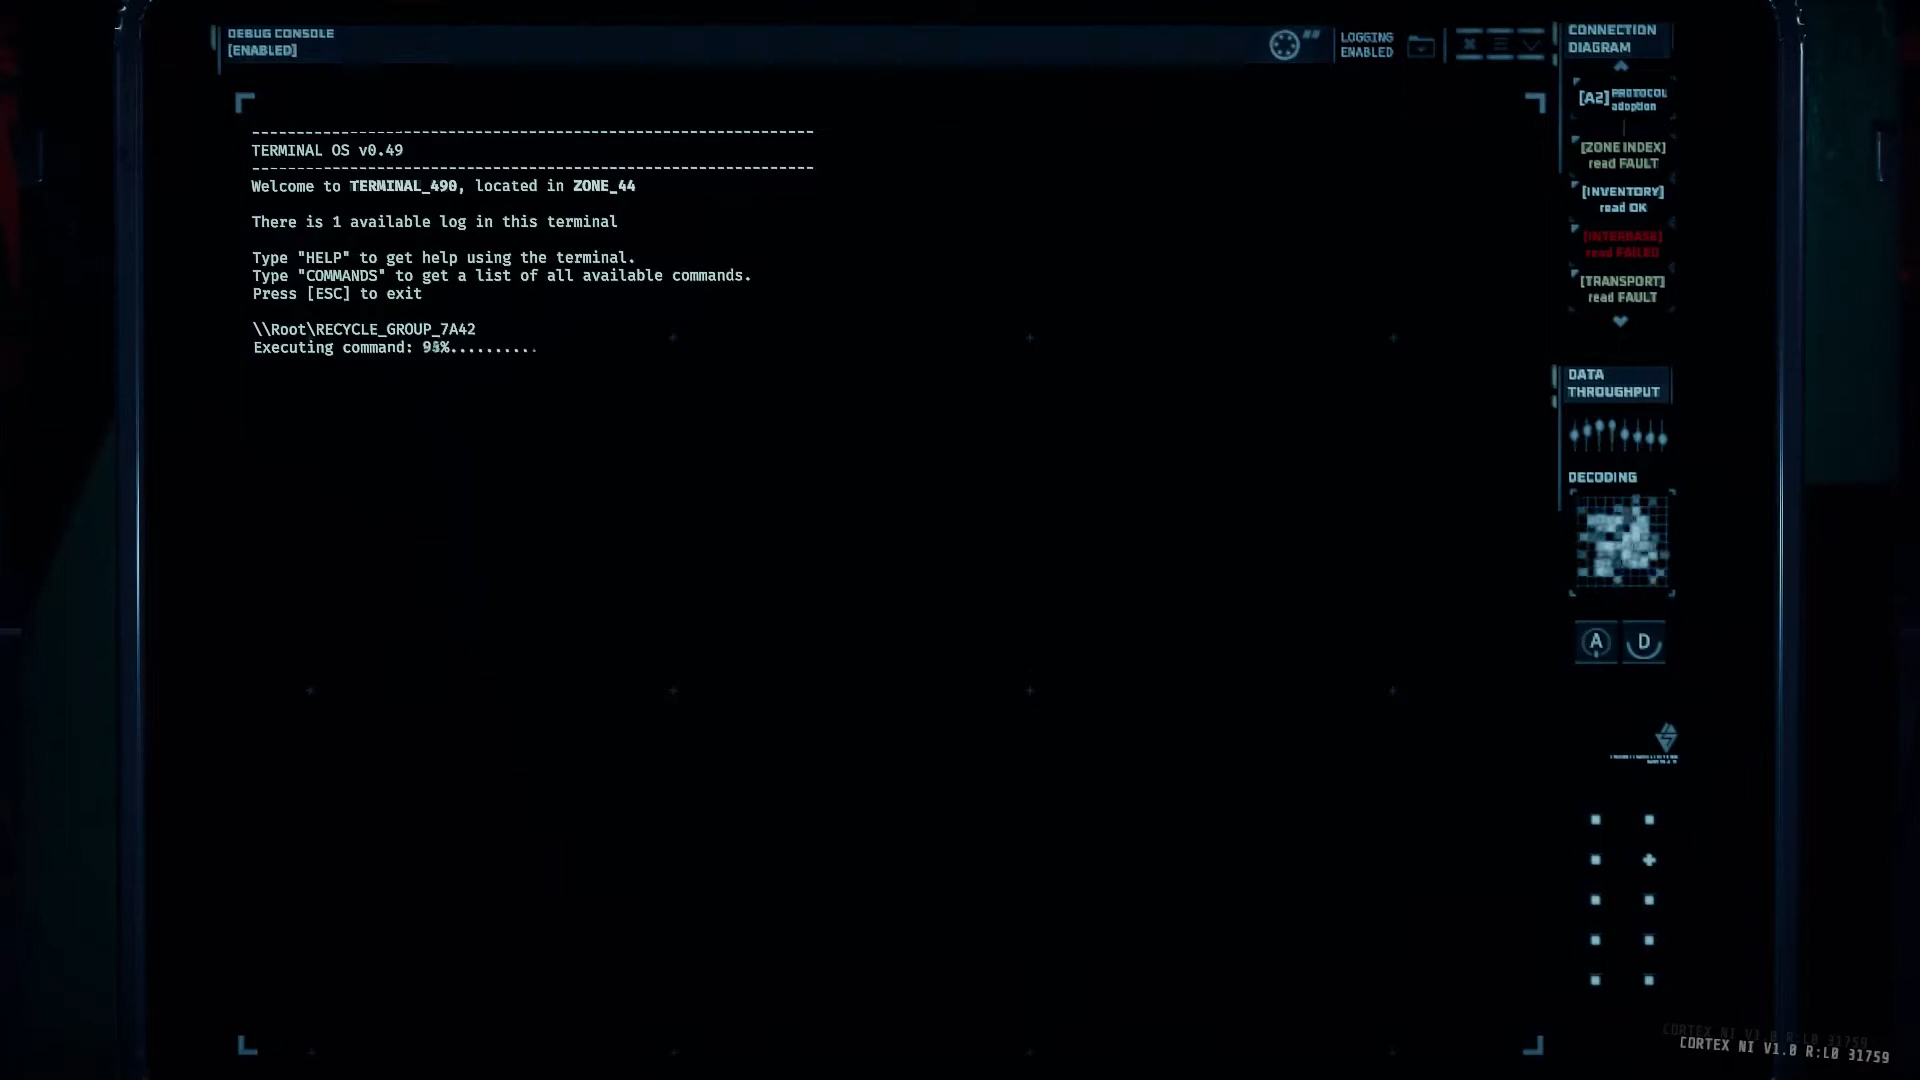 DEBUG CONSOLE
[ENABLED]
LOGGING
ENABLED
------------------------------------------------------------------
TERMINAL OS v0.49
------------------------------------------------------------------
Welcome to TERMINAL_490, located in ZONE_44
There is 1 available log in this terminal
Type "HELP" to get help using the terminal.
Type "COMMANDS" to get a list of all available commands.
Press [ESC] to exit
\\Root\RECYCLE_GROUP_7A42
Executing command:
CONNECTION
DIAGRAM
[A2] PROTOCOL
adoption
[ZONE INDEX]
read FAULT
[INVENTORY]
read OK
[INTERBASE]
read FAILED
[TRANSPORT]
read FAULT
DATA
THROUGHPUT
DECODING
A D
CORTEX NI V1.0 R:L0 31759